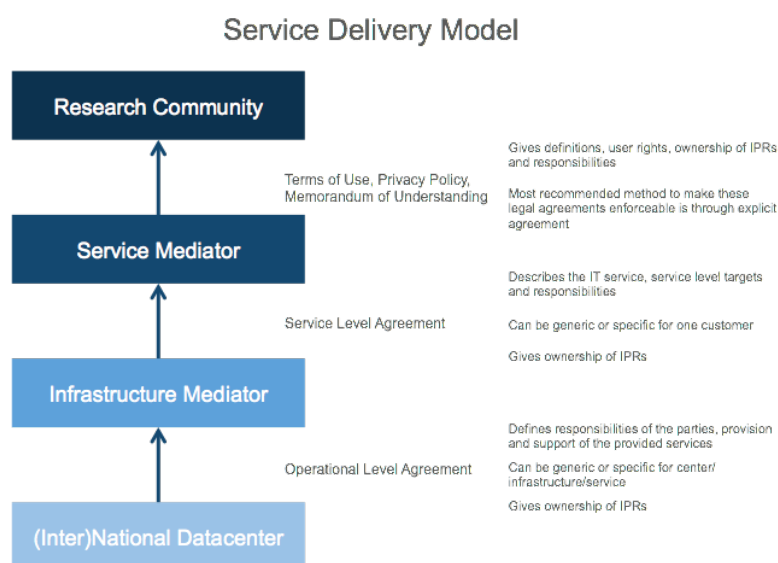 Service Delivery Model
Research Community
Gives definitions, user rights, ownership of IPRs
and responsibilities
Terms of Use, Privacy Policy,
Memorandum of Understanding
Most recommended method to make these
legal agreements enforceable is through explicit
agreement
Service Mediator
Describes the IT service, service level targets
and responsibilities
Service Level Agreement
Can be generic or specific for one customer
Gives ownership of IPRs
Infrastructure Mediator
Defines responsibilities of the parties, provision
and support of the provided services
Operational Level Agreement
Can be generic or specific for center/
infrastructure/service
Gives ownership of IPRs
(Inter)National Datacenter